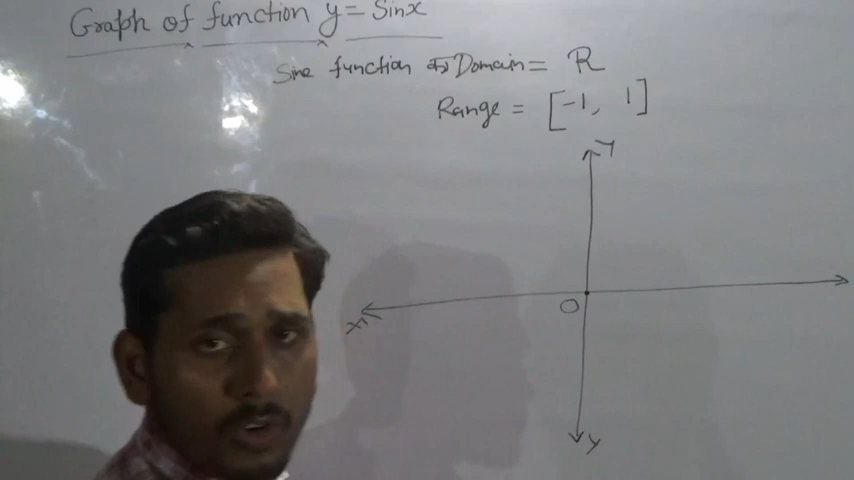 Graph of function y = Sinx
Sine function का Domain = R
Range = [-1, 1]
Y
O
X'
Y